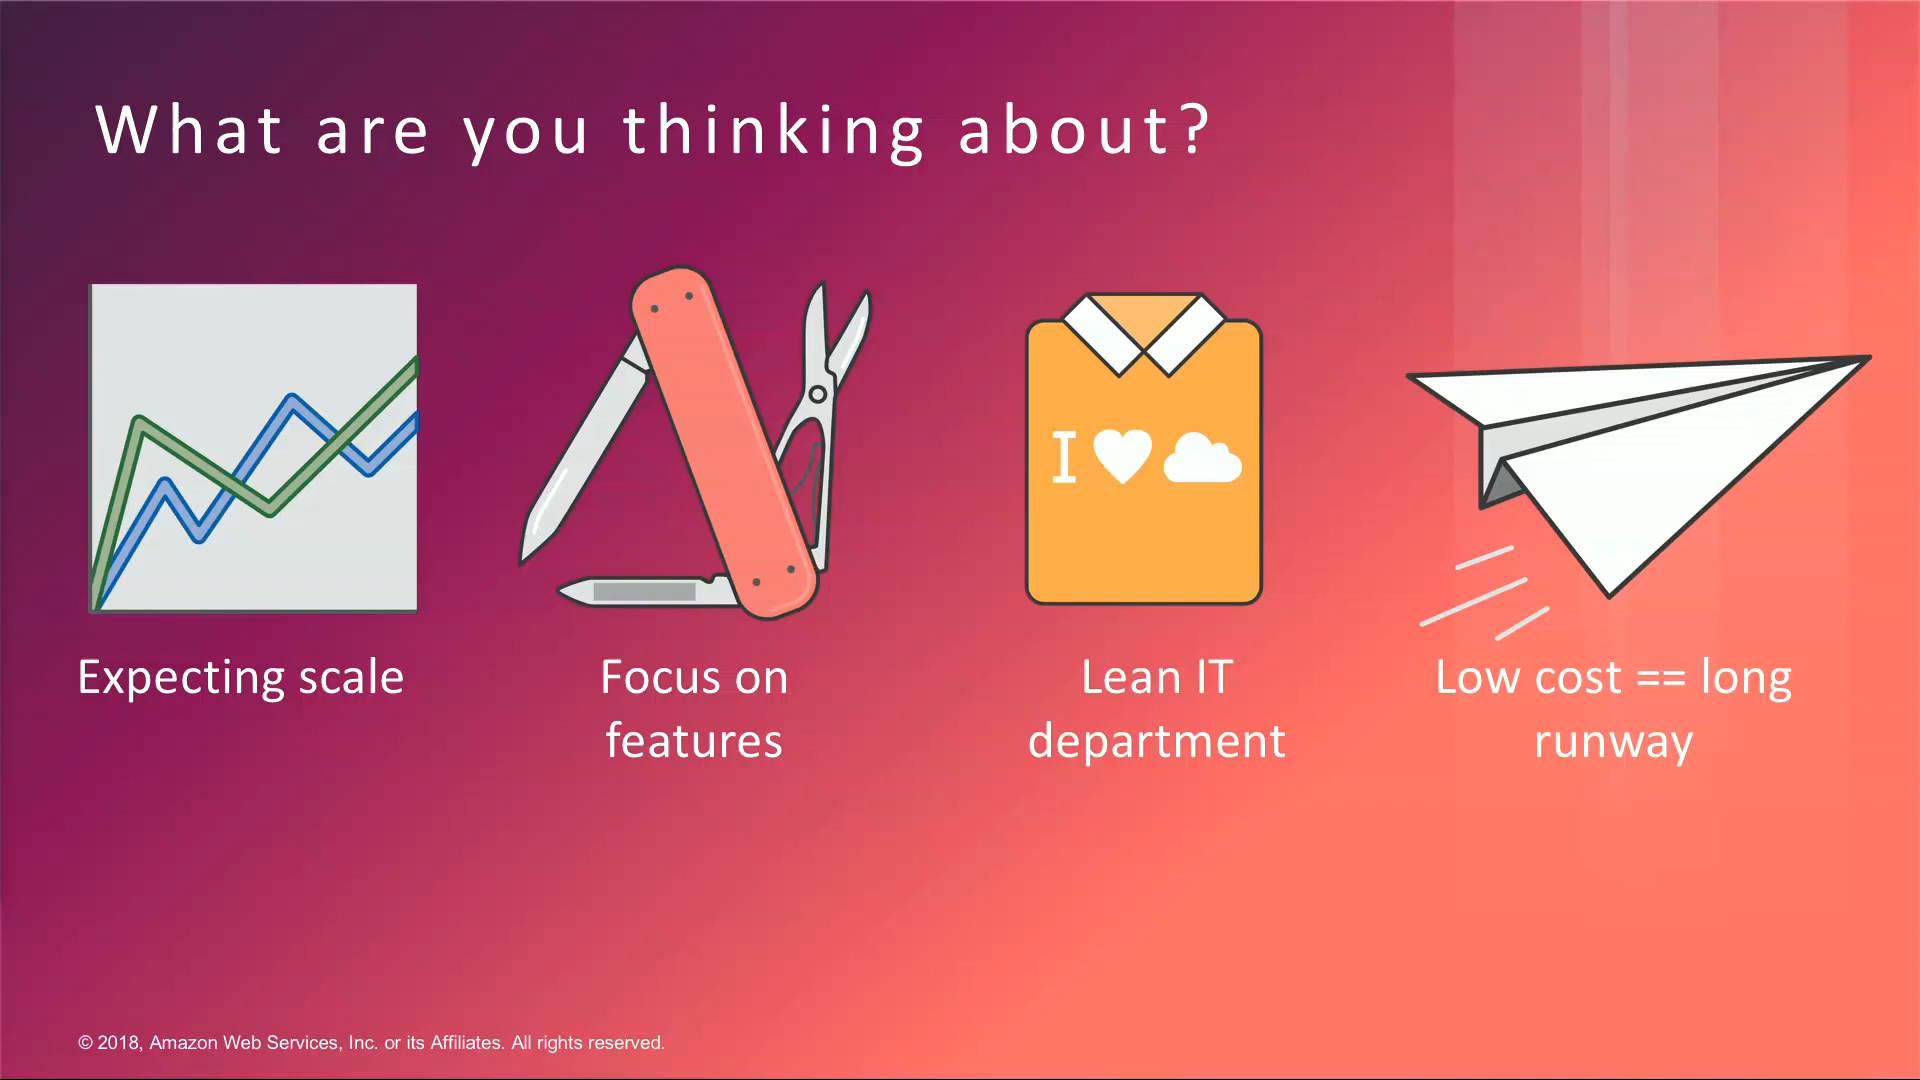 What are you thinking about?
I
Expecting scale
Focus on
features
Lean IT
department
Low cost == long
runway
© 2018, Amazon Web Services, Inc. or its Affiliates. All rights reserved.